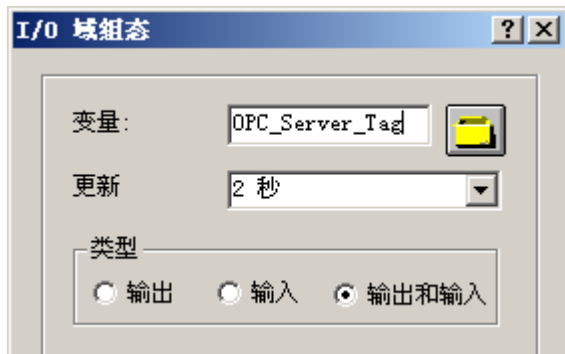 I/O 域组态
变量: OPC_Server_Tag
更新 2 秒
类型
输出 输入 输出和输入